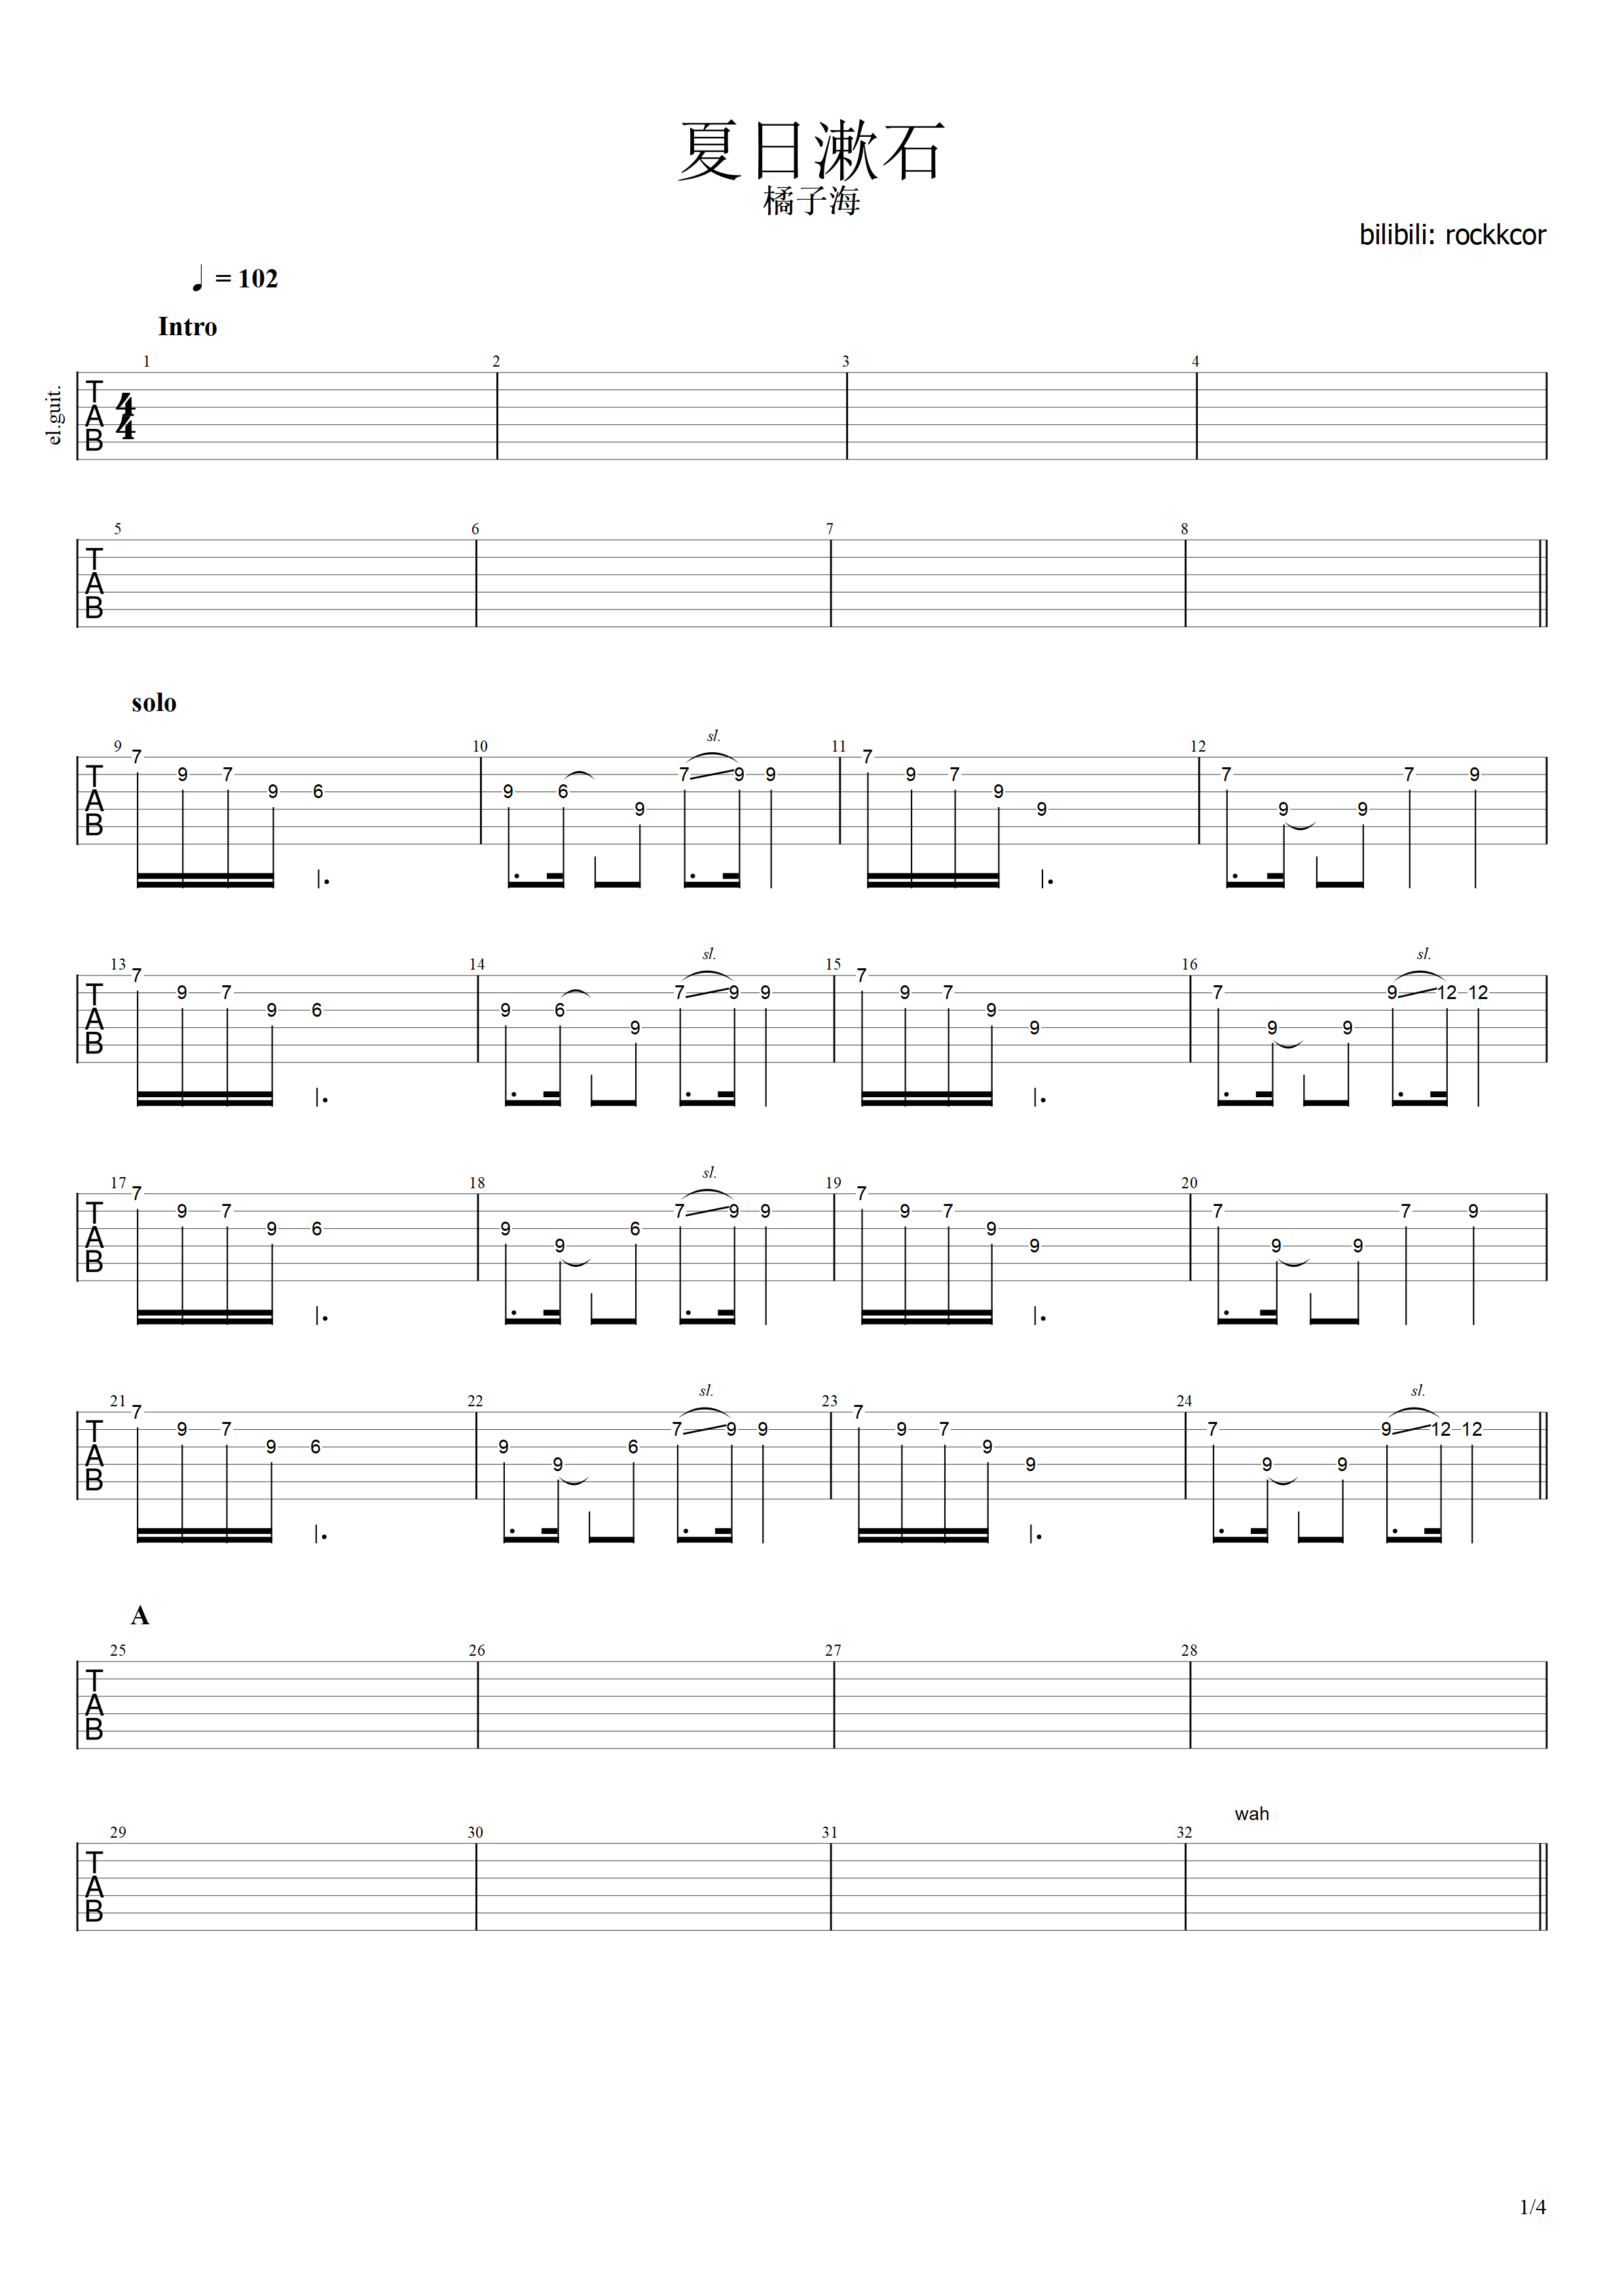 夏日漱石
橘子海
bilibili: rockkcor
= 102
Intro
1 2 3 4
el.guit.
T
A
B
4
4
5 6 7 8
T
A
B
solo
sl.
9 10 11 12
7 9 7 9 6 9 6 9 7 9 9 7 9 7 9 9 7 9 9 7 9
T
A
B
sl. sl.
13 14 15 16
7 9 7 9 6 9 6 9 7 9 9 7 9 7 9 9 7 9 9 9 12 12
T
A
B
sl.
17 18 19 20
7 9 7 9 6 9 9 6 7 9 9 7 9 7 9 9 7 9 9 7 9
T
A
B
sl. sl.
21 22 23 24
7 9 7 9 6 9 9 6 7 9 9 7 9 7 9 9 7 9 9 9 12 12
T
A
B
A
25 26 27 28
T
A
B
wah
29 30 31 32
T
A
B
1/4